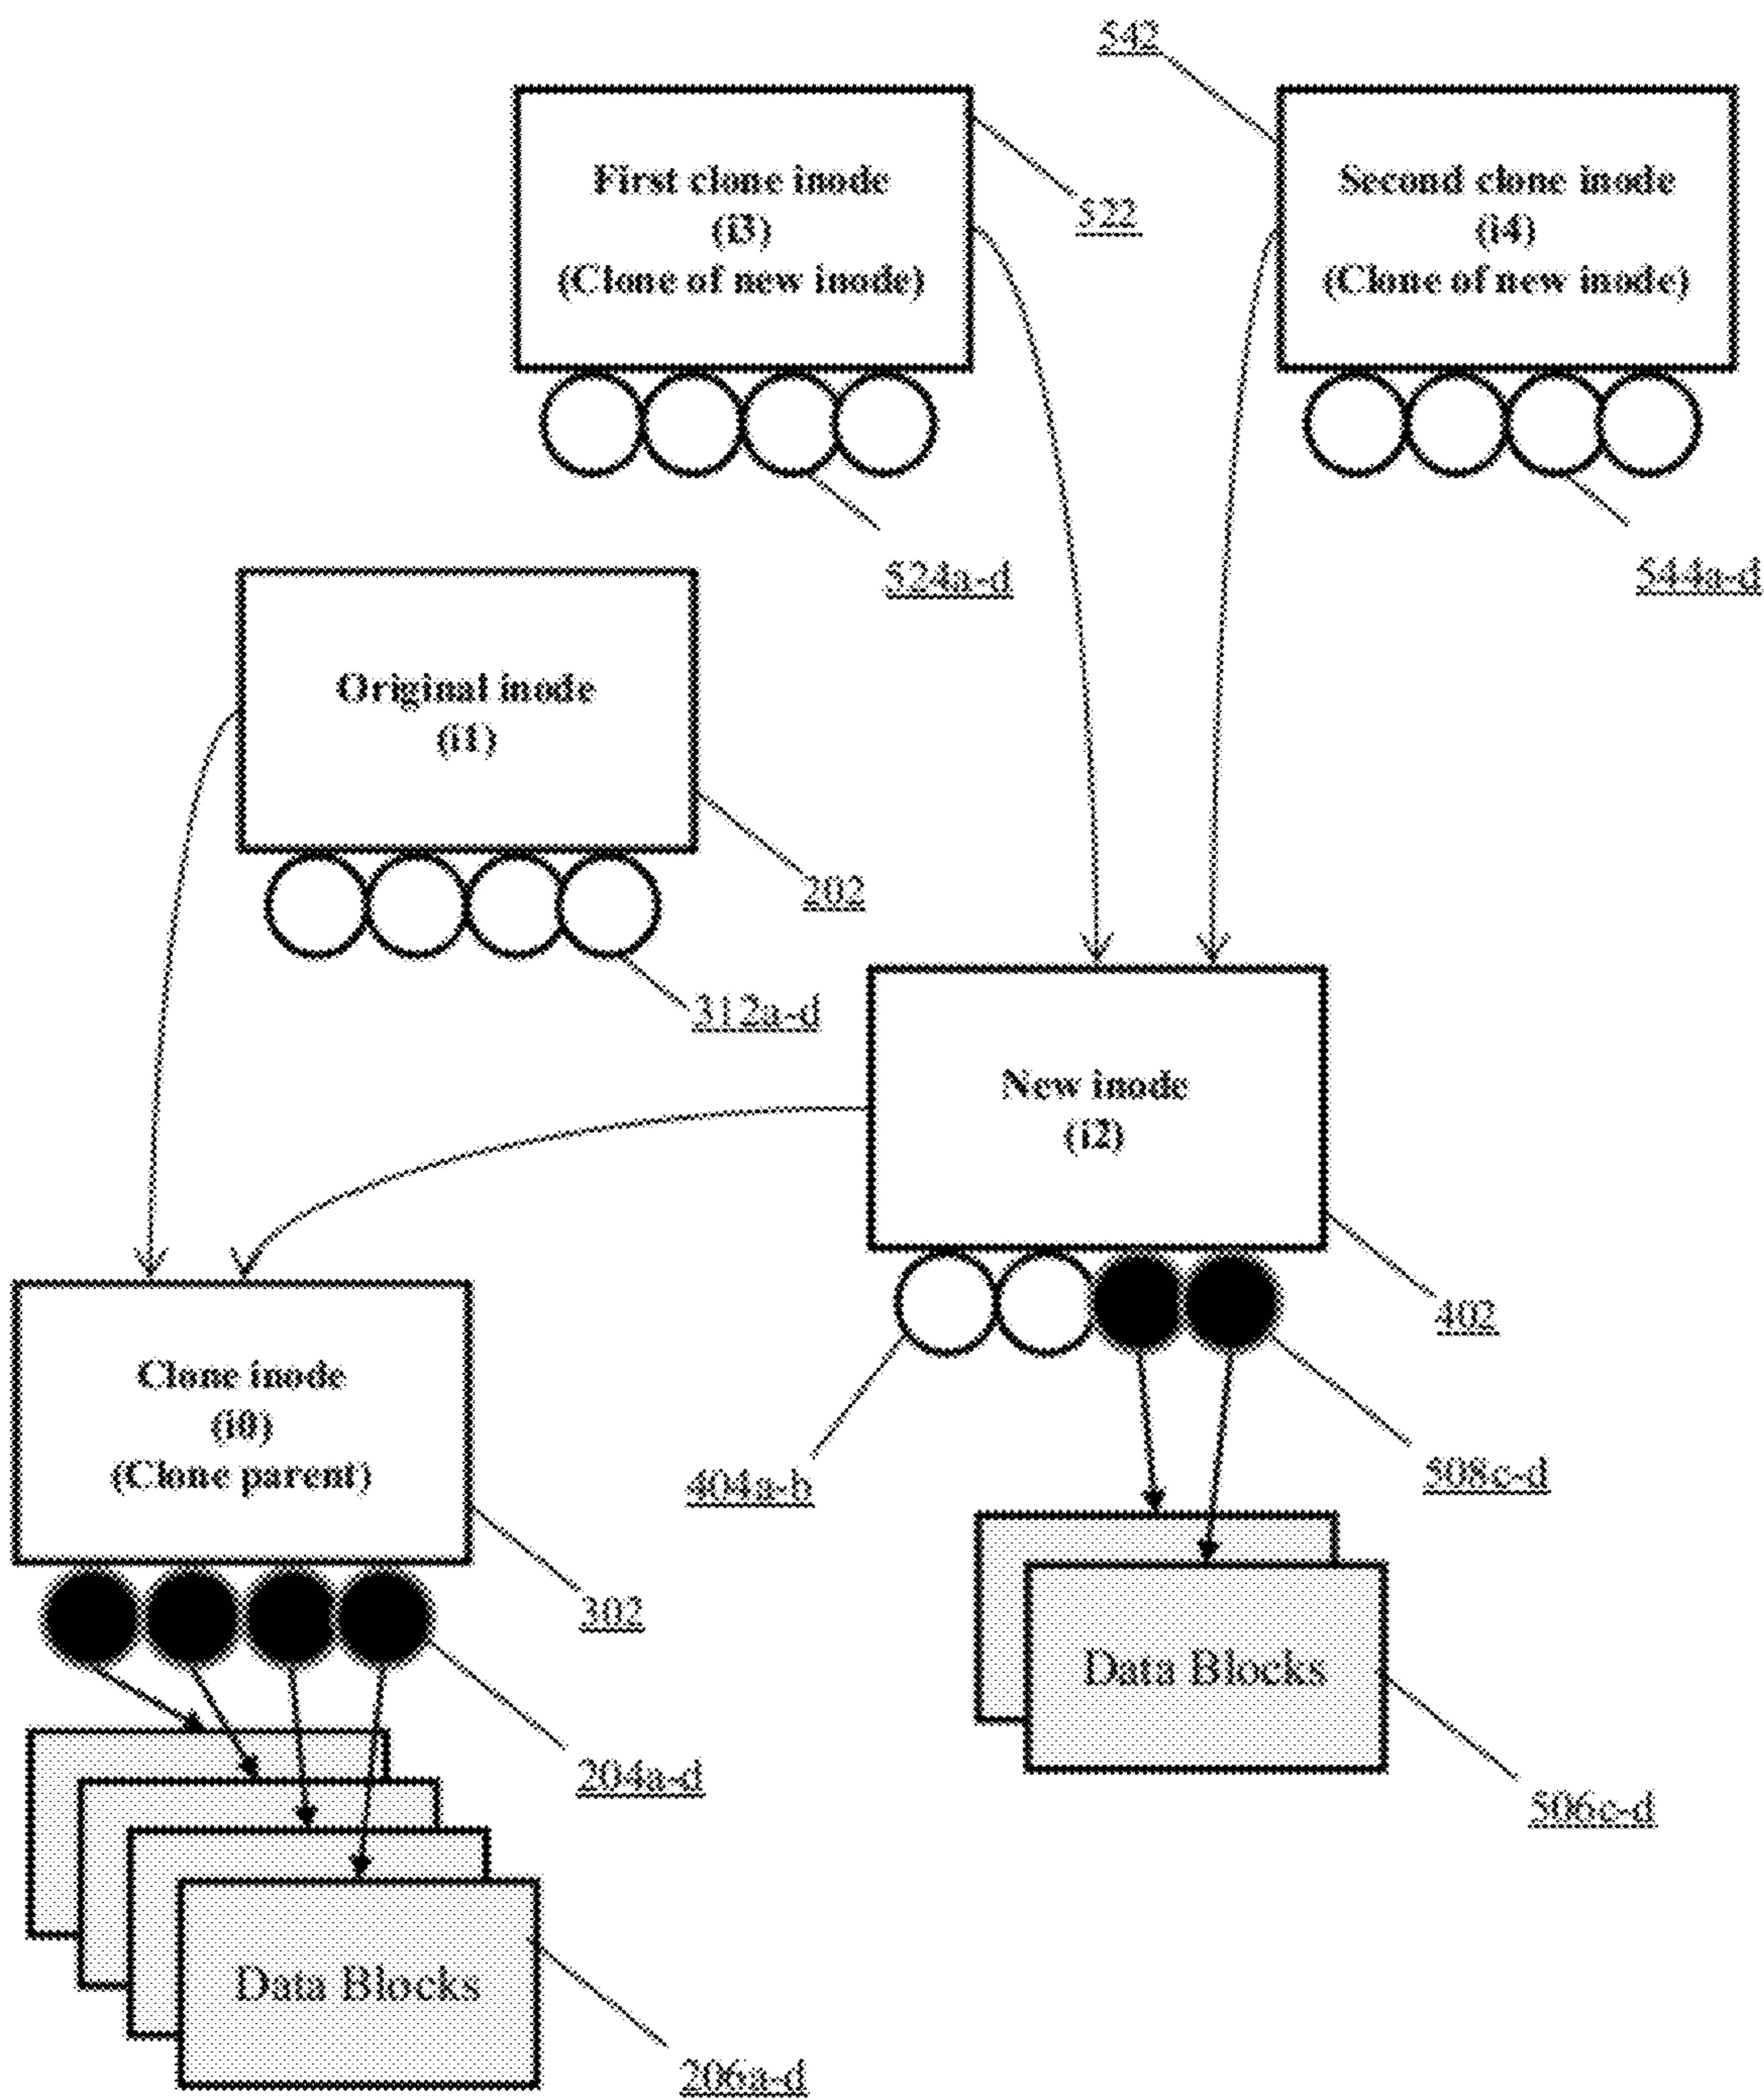 542
First clone inode
(i3)
(Clone of new inode)
Second clone inode
(i4)
(Clone of new inode)
522
524a-d
544a-d
Original inode
(i1)
202
312a-d
New inode
(i2)
402
Clone inode
(i0)
(Clone parent)
404a-b
508c-d
302
Data Blocks
204a-d
506c-d
Data Blocks
206a-d